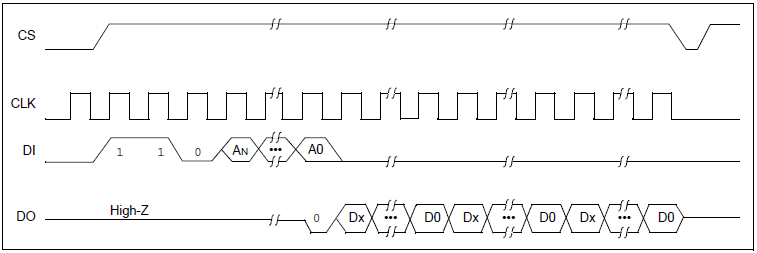 CS
CLK
DI 1 1 0 AN ••• A0
High-Z
DO 0 Dx ••• D0 Dx ••• D0 Dx ••• D0